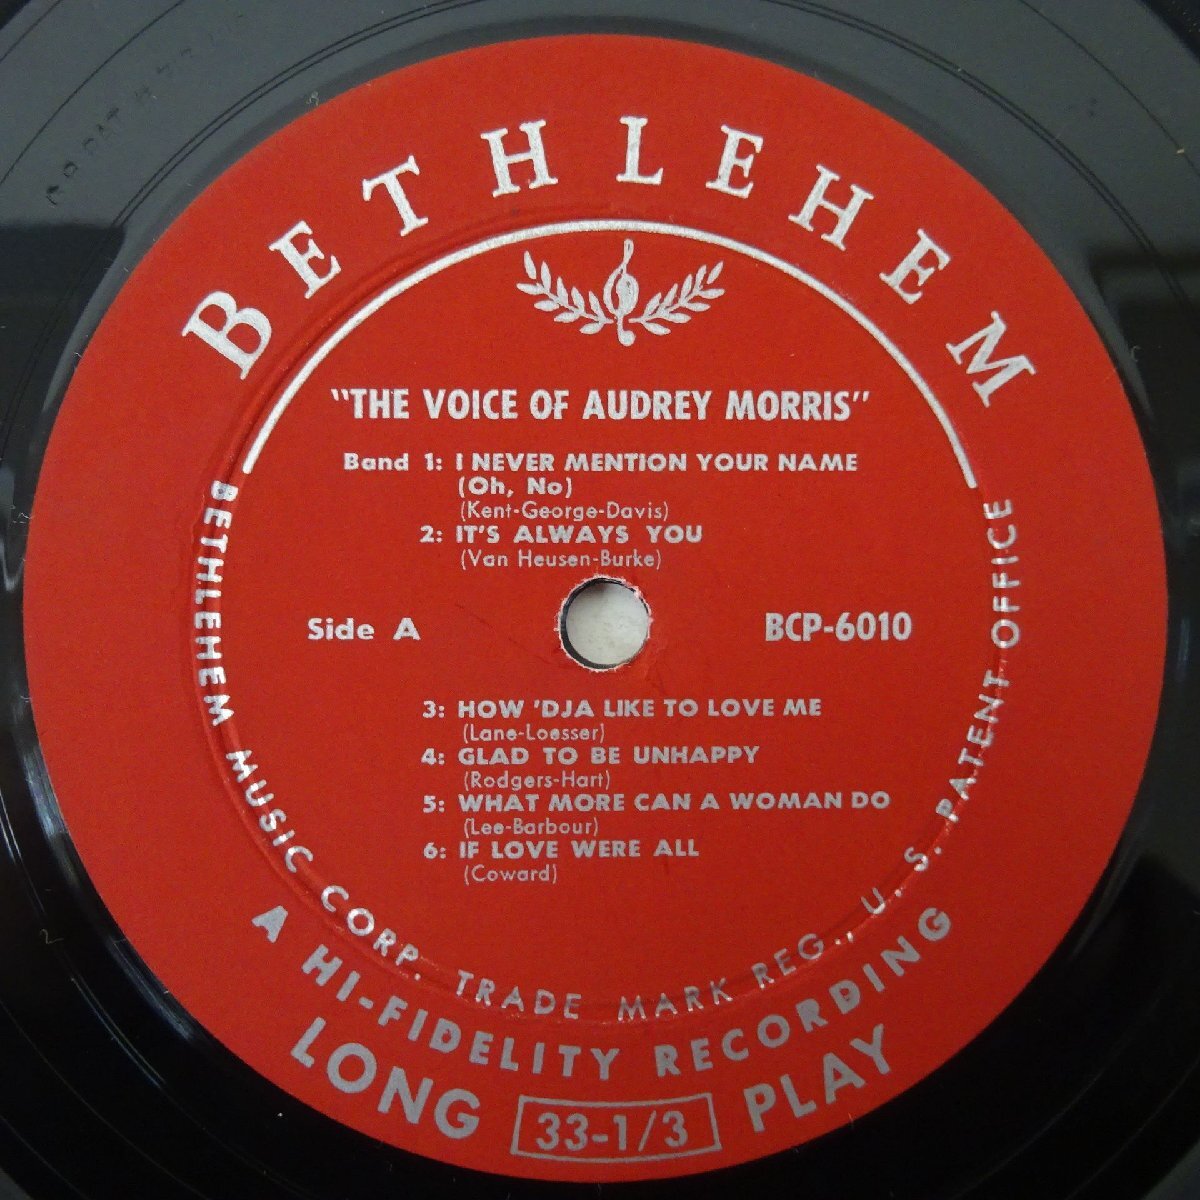 BETHLEHEM
"THE VOICE OF AUDREY MORRIS"
Band 1: I NEVER MENTION YOUR NAME
(Oh, No)
(Kent-George-Davis)
2: IT'S ALWAYS YOU
(Van Heusen-Burke)
Side A
BCP-6010
3: HOW 'DJA LIKE TO LOVE ME
(Lane-Loesser)
4: GLAD TO BE UNHAPPY
(Rodgers-Hart)
5: WHAT MORE CAN A WOMAN DO
(Lee-Barbour)
6: IF LOVE WERE ALL
(Coward)
BETHLEHEM MUSIC CORP. TRADE MARK REG., U. S. PATENT OFFICE
A HI-FIDELITY RECORDING
LONG 33-1/3 PLAY